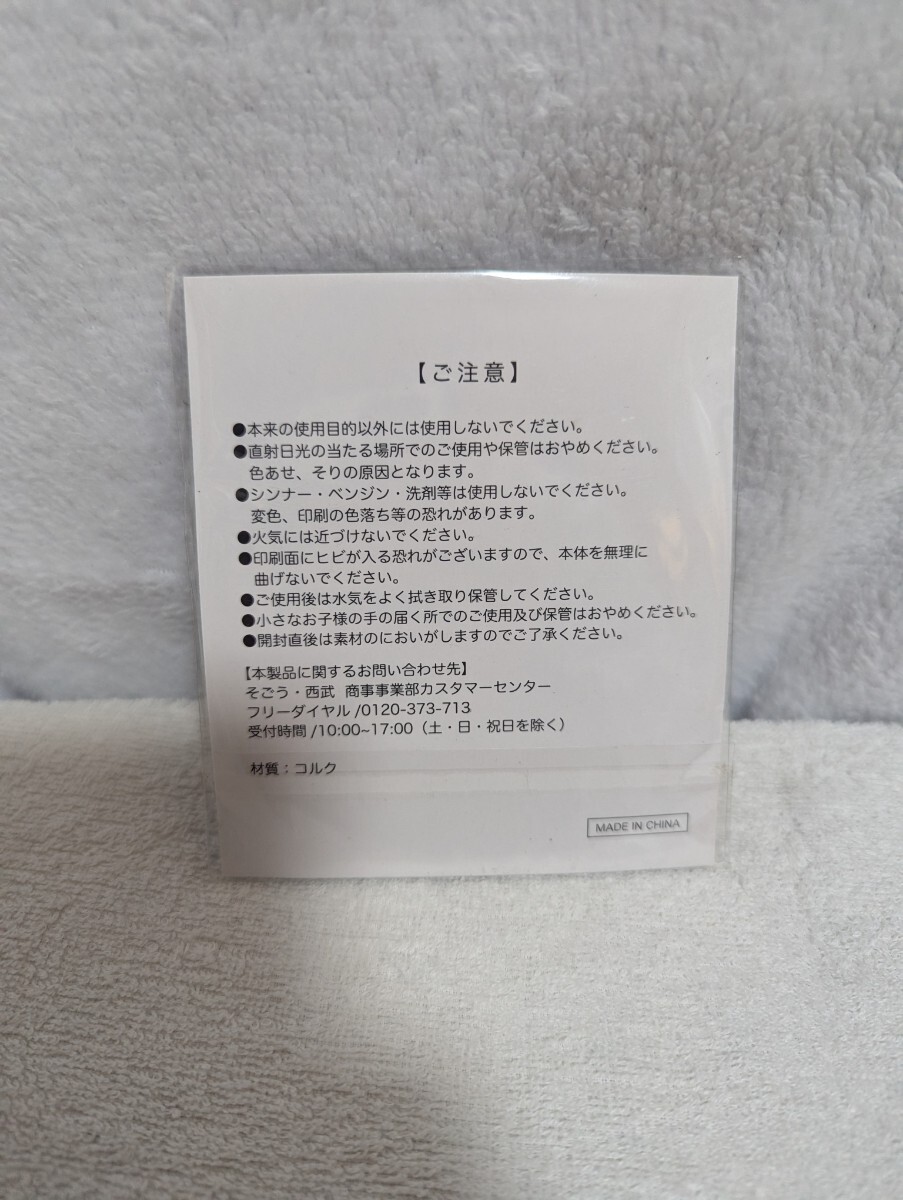 【ご注意】
●本来の使用目的以外には使用しないでください。
●直射日光の当たる場所でのご使用や保管はおやめください。
色あせ、そりの原因となります。
●シンナー・ベンジン・洗剤等は使用しないでください。
変色、印刷の色落ち等の恐れがあります。
●火気には近づけないでください。
●印刷面にヒビが入る恐れがございますので、本体を無理に
曲げないでください。
●ご使用後は水気をよく拭き取り保管してください。
●小さなお子様の手の届く所でのご使用及び保管はおやめください。
●開封直後は素材のにおいがしますのでご了承ください。
【本製品に関するお問い合わせ先】
そごう・西武 商事事業部カスタマーセンター
フリーダイヤル/0120-373-713
受付時間/10:00~17:00（土・日・祝日を除く）
材質：コルク
MADE IN CHINA